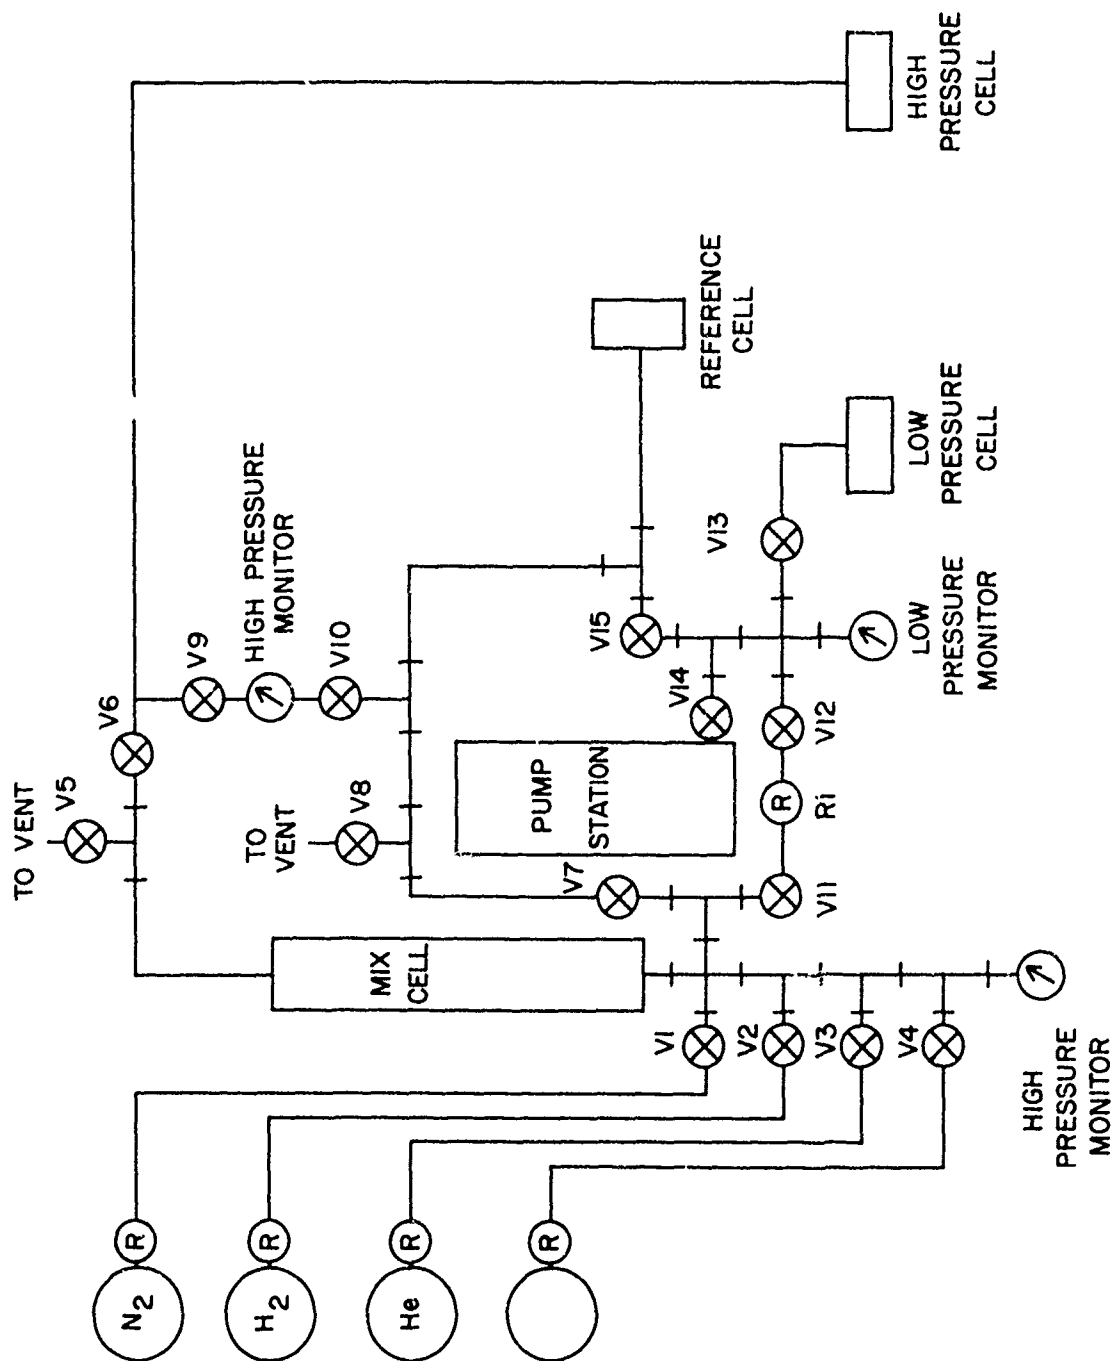 N2
R
H2
R
He
R
R
V1
V2
V3
V4
HIGH
PRESSURE
MONITOR
MIX
CELL
TO VENT
V5
V6
TO
VENT
V8
V7
V9
HIGH PRESSURE
MONITOR
V10
PUMP
STATION
V11
R
Ri
V12
V14
V15
V13
LOW
PRESSURE
MONITOR
LOW
PRESSURE
CELL
REFERENCE
CELL
HIGH
PRESSURE
CELL